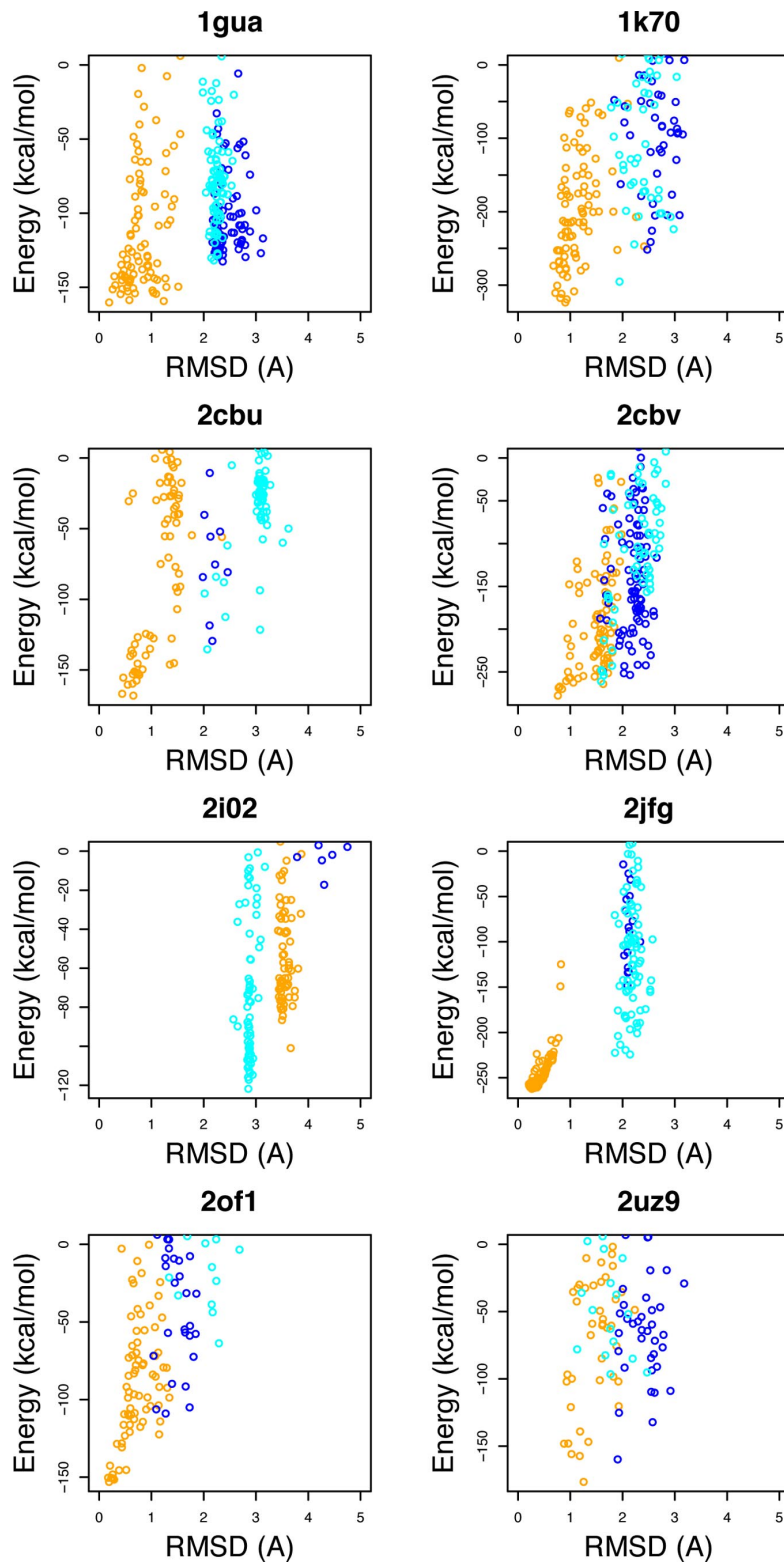 1gua
1k70
Energy (kcal/mol)
0
-50
-100
-150
0 1 2 3 4 5
RMSD (A)
Energy (kcal/mol)
0
-100
-200
-300
0 1 2 3 4 5
RMSD (A)
2cbu
2cbv
Energy (kcal/mol)
0
-50
-100
-150
0 1 2 3 4 5
RMSD (A)
Energy (kcal/mol)
0
-50
-150
-250
0 1 2 3 4 5
RMSD (A)
2i02
2jfg
Energy (kcal/mol)
0
-20
-40
-60
-80
-120
0 1 2 3 4 5
RMSD (A)
Energy (kcal/mol)
0
-50
-100
-150
-200
-250
0 1 2 3 4 5
RMSD (A)
2of1
2uz9
Energy (kcal/mol)
0
-50
-100
-150
0 1 2 3 4 5
RMSD (A)
Energy (kcal/mol)
0
-50
-100
-150
0 1 2 3 4 5
RMSD (A)